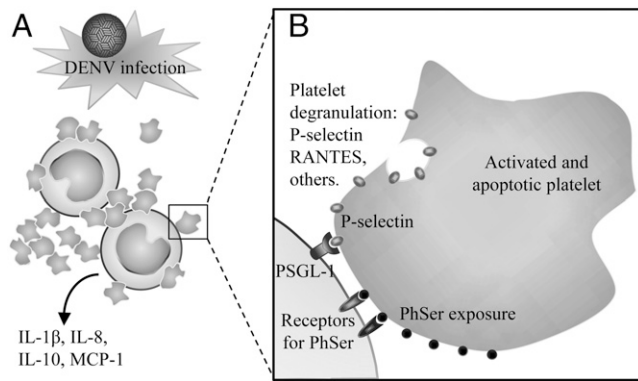 A
DENV infection
IL-1β, IL-8,
IL-10, MCP-1
B
Platelet
degranulation:
P-selectin
RANTES,
others.
Activated and
apoptotic platelet
P-selectin
PSGL-1
Receptors
for PhSer
PhSer exposure